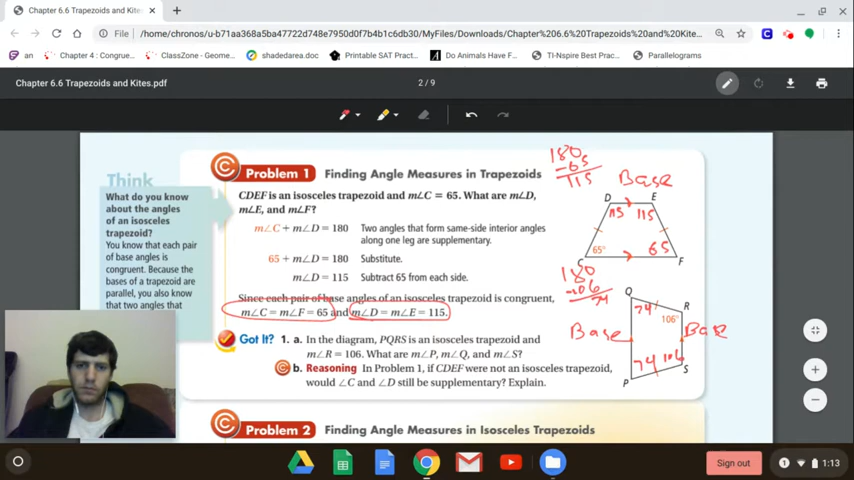 Chapter 6.6 Trapezoids and Kites
File
/home/chronos/u-b71aa368a5ba47722d748e7950d7f4b4b1c6db30/MyFiles/Downloads/Chapter%206.6%20Trapezoids%20and%20Kite...
an
Chapter 4 : Congrue...
ClassZone - Geome...
shadedarea.doc
Printable SAT Practi...
Do Animals Have F...
TI-Nspire Best Prac...
Parallelograms
Chapter 6.6 Trapezoids and Kites.pdf
2 / 9
Think
What do you know
about the angles
of an isosceles
trapezoid?
You know that each pair
of base angles is
congruent. Because the
bases of a trapezoid are
parallel, you also know
that two angles that
Problem 1 Finding Angle Measures in Trapezoids
CDEF is an isosceles trapezoid and m∠C = 65. What are m∠D,
m∠E, and m∠F?
m∠C + m∠D = 180 Two angles that form same-side interior angles
along one leg are supplementary.
65 + m∠D = 180 Substitute.
m∠D = 115 Subtract 65 from each side.
Since each pair of base angles of an isosceles trapezoid is congruent,
m∠C = m∠F = 65 and m∠D = m∠E = 115.
180
-65
115
Base
D E
115 115
65° 65
C F
Got It? 1. a. In the diagram, PQRS is an isosceles trapezoid and
m∠R = 106. What are m∠P, m∠Q, and m∠S?
b. Reasoning In Problem 1, if CDEF were not an isosceles trapezoid,
would ∠C and ∠D still be supplementary? Explain.
180
-106
74
Q
R
74
106°
Base Base
74 106
S
P
Problem 2 Finding Angle Measures in Isosceles Trapezoids
Sign out
1
1:13